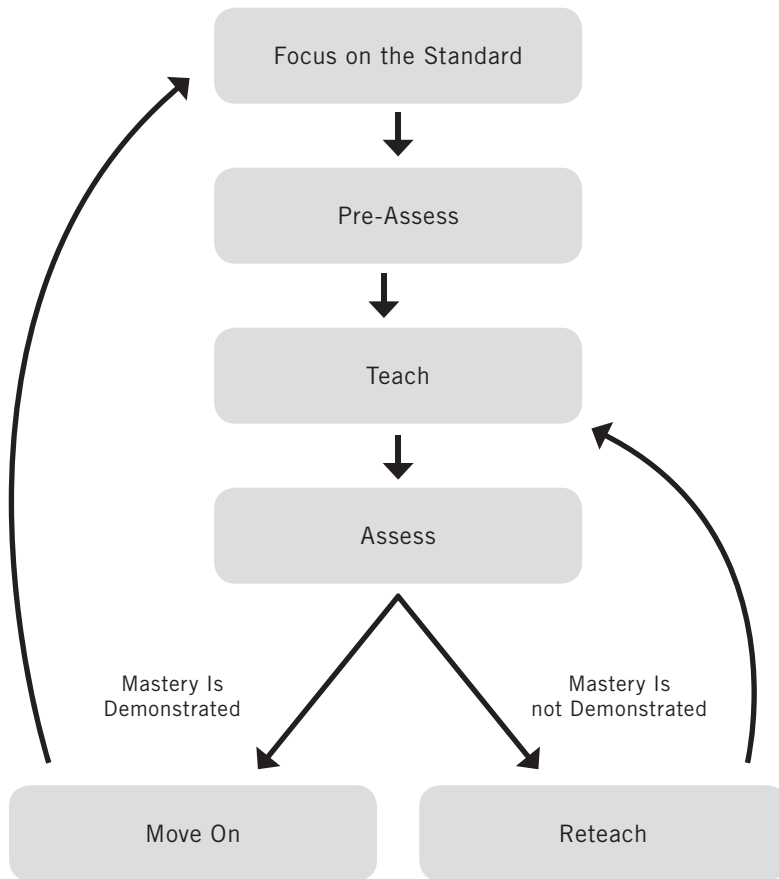 Focus on the Standard
Pre-Assess
Teach
Assess
Mastery Is
Demonstrated
Mastery Is
not Demonstrated
Move On
Reteach